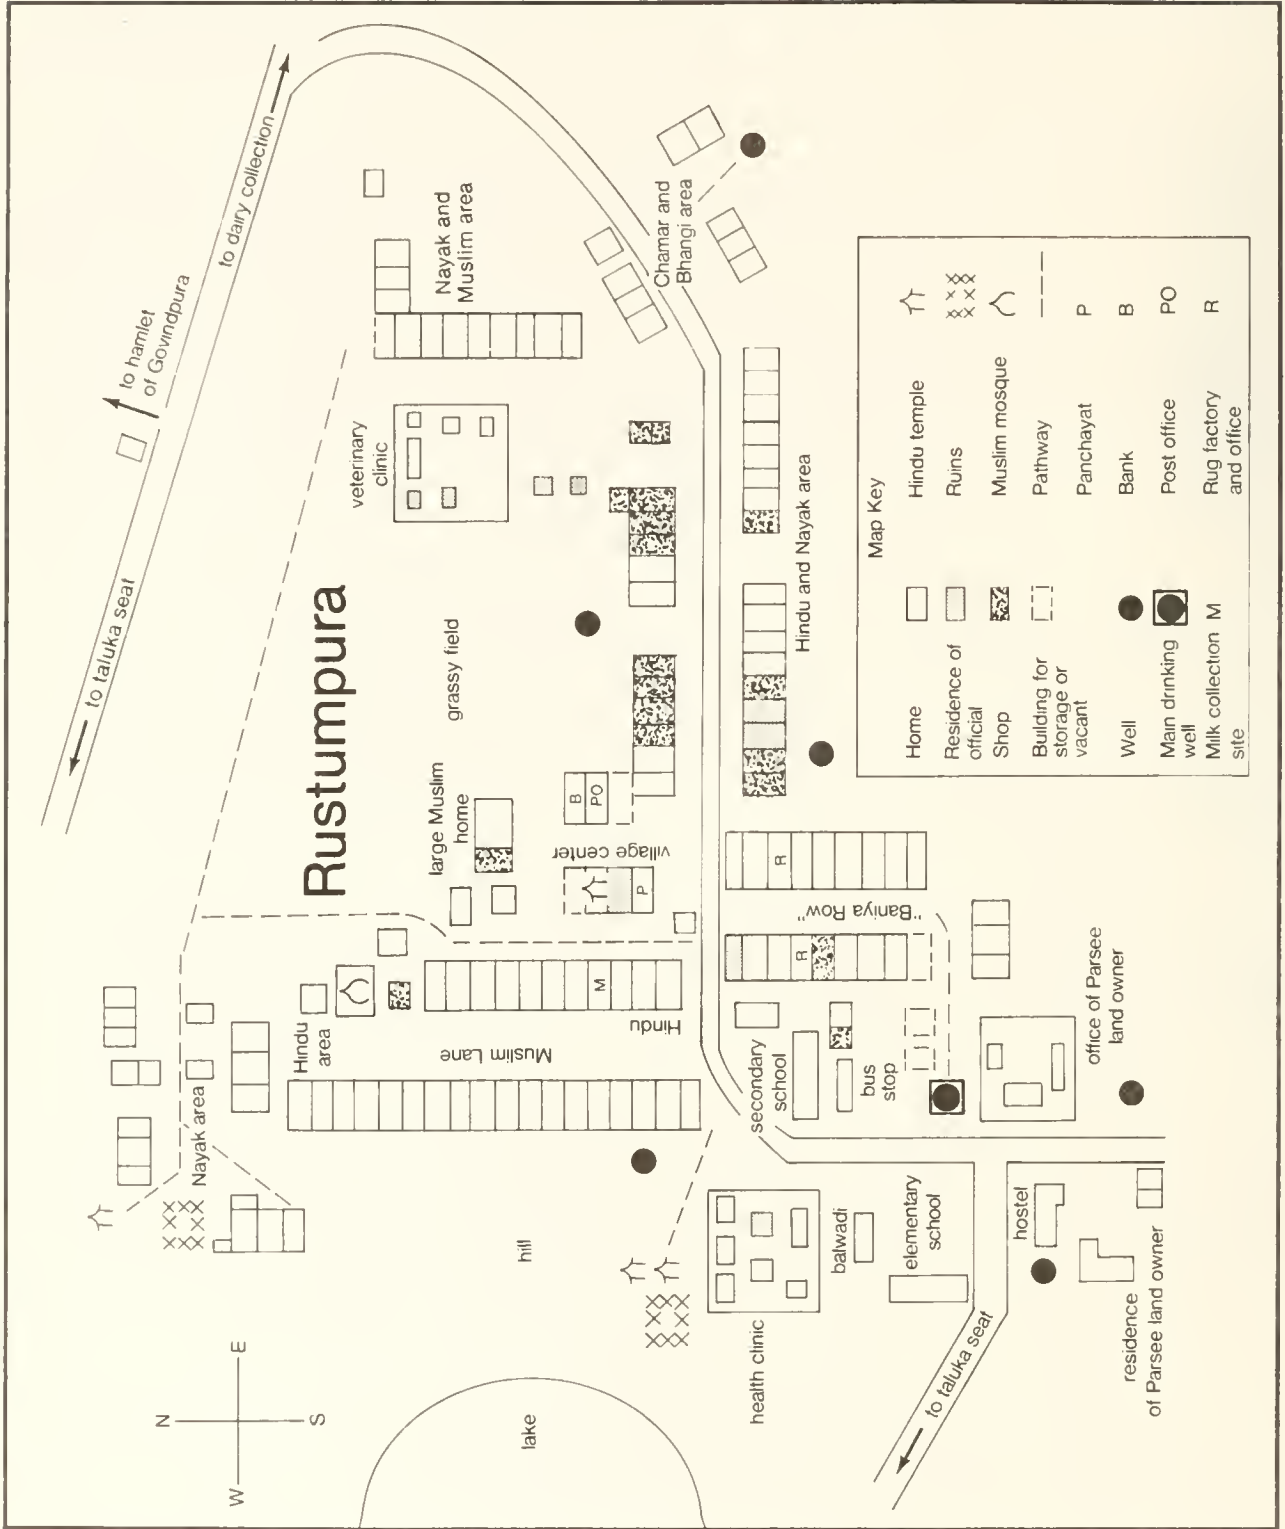 Rustumpura
N
E
S
W
to taluka seat
to hamlet
of Govindpura
to dairy collection
Nayak area
Hindu
area
Muslim Lane
Hindu
M
large Muslim
home
grassy field
veterinary
clinic
Nayak and
Muslim area
village center
B
PO
P
hill
lake
Chamar and
Bhangi area
Hindu and Nayak area
"Baniya Row"
R
R
secondary
school
bus
stop
health clinic
balwadi
elementary
school
office of Parsee
land owner
hostel
residence
of Parsee land owner
to taluka seat
Map Key
Home
Residence of
official
Shop
Building for
storage or
vacant
Well
Main drinking
well
Milk collection M
site
Hindu temple
Ruins
Muslim mosque
Pathway
Panchayat P
Bank B
Post office PO
Rug factory R
and office